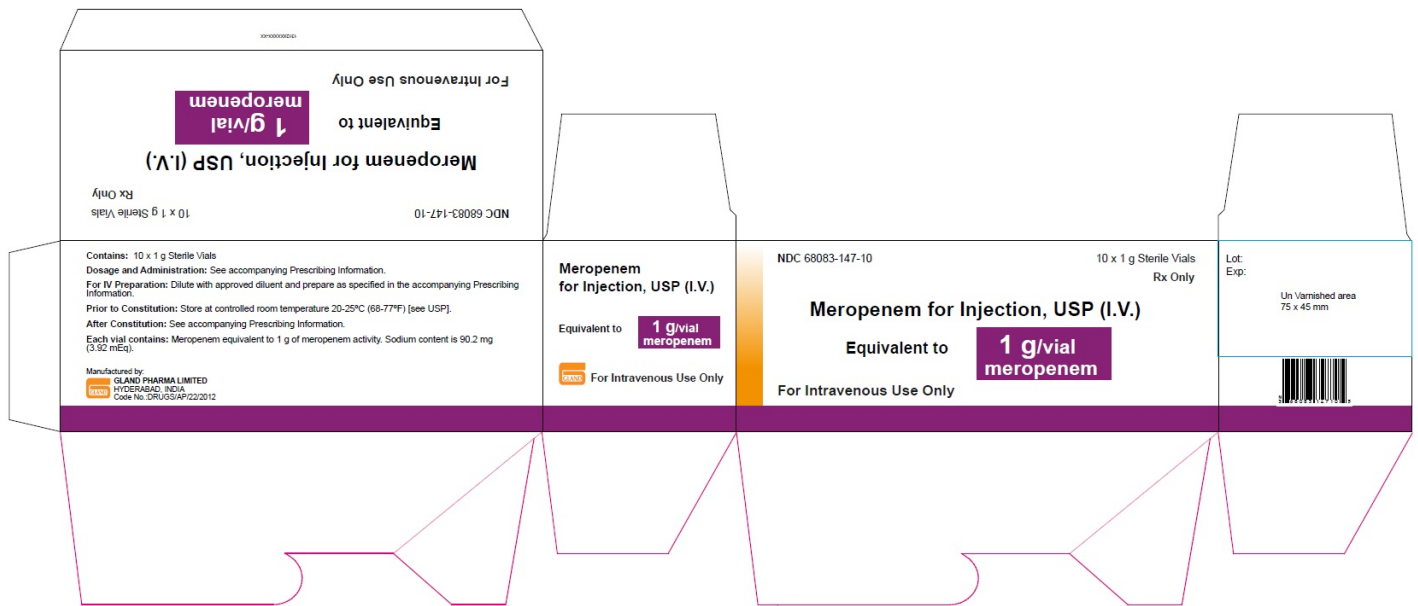 For Intravenous Use Only
Equivalent to
1 g/vial
meropenem
Meropenem for Injection, USP (I.V.)
Rx Only
NDC 68083-147-10
10 x 1 g Sterile Vials
Contains: 10 x 1 g Sterile Vials
Dosage and Administration: See accompanying Prescribing Information.
For IV Preparation: Dilute with approved diluent and prepare as specified in the accompanying Prescribing
Information.
Prior to Constitution: Store at controlled room temperature 20-25ºC (68-77ºF) [see USP].
After Constitution: See accompanying Prescribing Information.
Each vial contains: Meropenem equivalent to 1 g of meropenem activity. Sodium content is 90.2 mg
(3.92 mEq).
Manufactured by:
GLAND
GLAND PHARMA LIMITED
HYDERABAD, INDIA
Code No.:DRUGS/AP/22/2012
Meropenem
for Injection, USP (I.V.)
Equivalent to
1 g/vial
meropenem
GLAND
For Intravenous Use Only
NDC 68083-147-10
10 x 1 g Sterile Vials
Rx Only
Meropenem for Injection, USP (I.V.)
Equivalent to
1 g/vial
meropenem
For Intravenous Use Only
Lot:
Exp:
Un Varnished area
75 x 45 mm